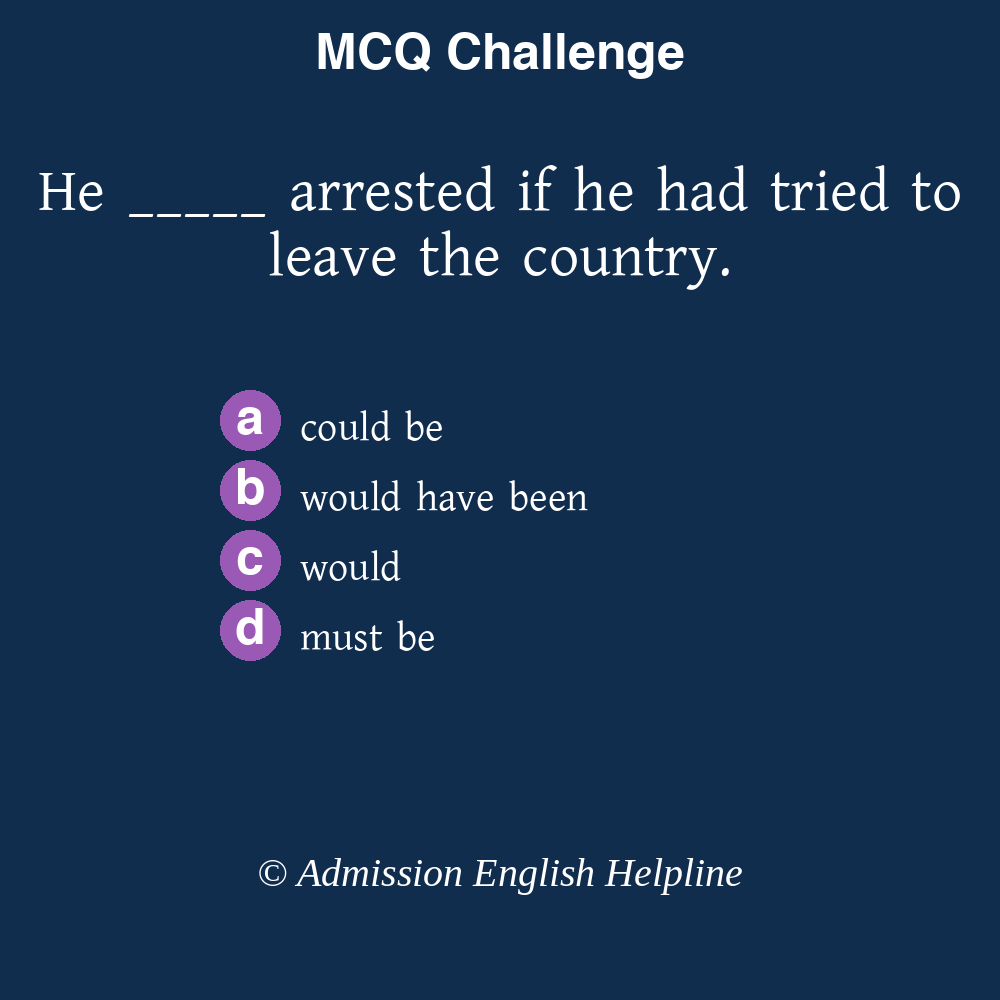 MCQ Challenge
He _____ arrested if he had tried to
leave the country.
a could be
b would have been
c would
d must be
© Admission English Helpline